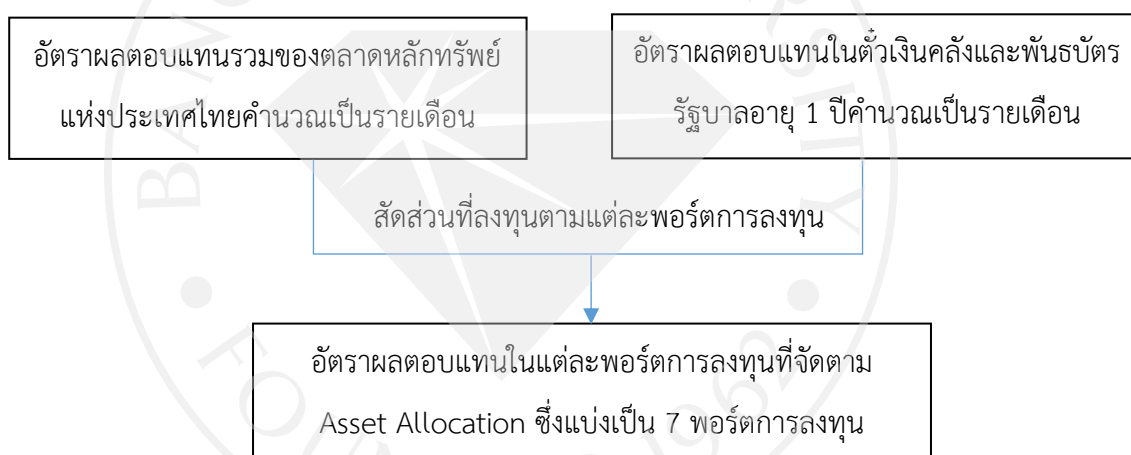 อัตราผลตอบแทนรวมของตลาดหลักทรัพย์
แห่งประเทศไทยคำนวณเป็นรายเดือน
อัตราผลตอบแทนในตั๋วเงินคลังและพันธบัตร
รัฐบาลอายุ 1 ปีคำนวณเป็นรายเดือน
สัดส่วนที่ลงทุนตามแต่ละพอร์ตการลงทุน
อัตราผลตอบแทนในแต่ละพอร์ตการลงทุนที่จัดตาม
Asset Allocation ซึ่งแบ่งเป็น 7 พอร์ตการลงทุน